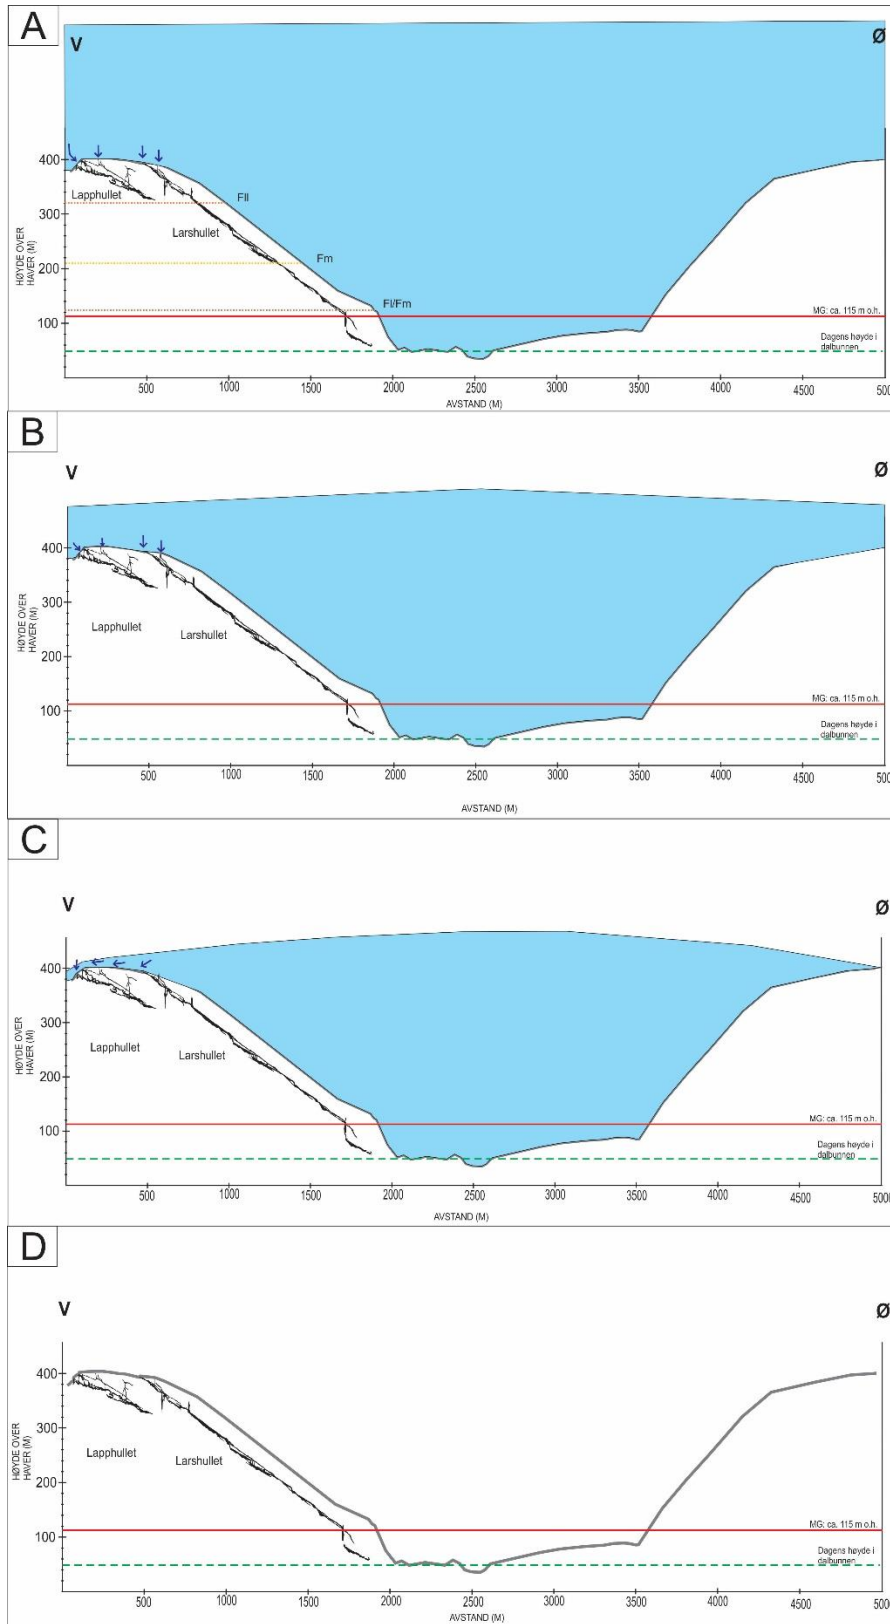 A
V
Ø
400
Lapphullet
Fll
300
Larshullet
HØYDE OVER
HAVER (M)
Fm
200
Fl/Fm
MG: ca. 115 m o.h.
100
Dagens høyde i
dalbunnen
500 1000 1500 2000 2500 3000 3500 4000 4500 500
AVSTAND (M)
B
V
Ø
400
300
HØYDE OVER
HAVER (M)
Lapphullet Larshullet
200
MG: ca. 115 m o.h.
100
Dagens høyde i
dalbunnen
500 1000 1500 2000 2500 3000 3500 4000 4500 500
AVSTAND (M)
C
V
Ø
400
300
HØYDE OVER
HAVER (M)
Lapphullet Larshullet
200
MG: ca. 115 m o.h.
100
Dagens høyde i
dalbunnen
500 1000 1500 2000 2500 3000 3500 4000 4500 5000
AVSTAND (M)
D
V
Ø
400
300
HØYDE OVER
HAVER (M)
Lapphullet Larshullet
200
MG: ca. 115 m o.h.
100
Dagens høyde i
dalbunnen
500 1000 1500 2000 2500 3000 3500 4000 4500 500
AVSTAND (M)